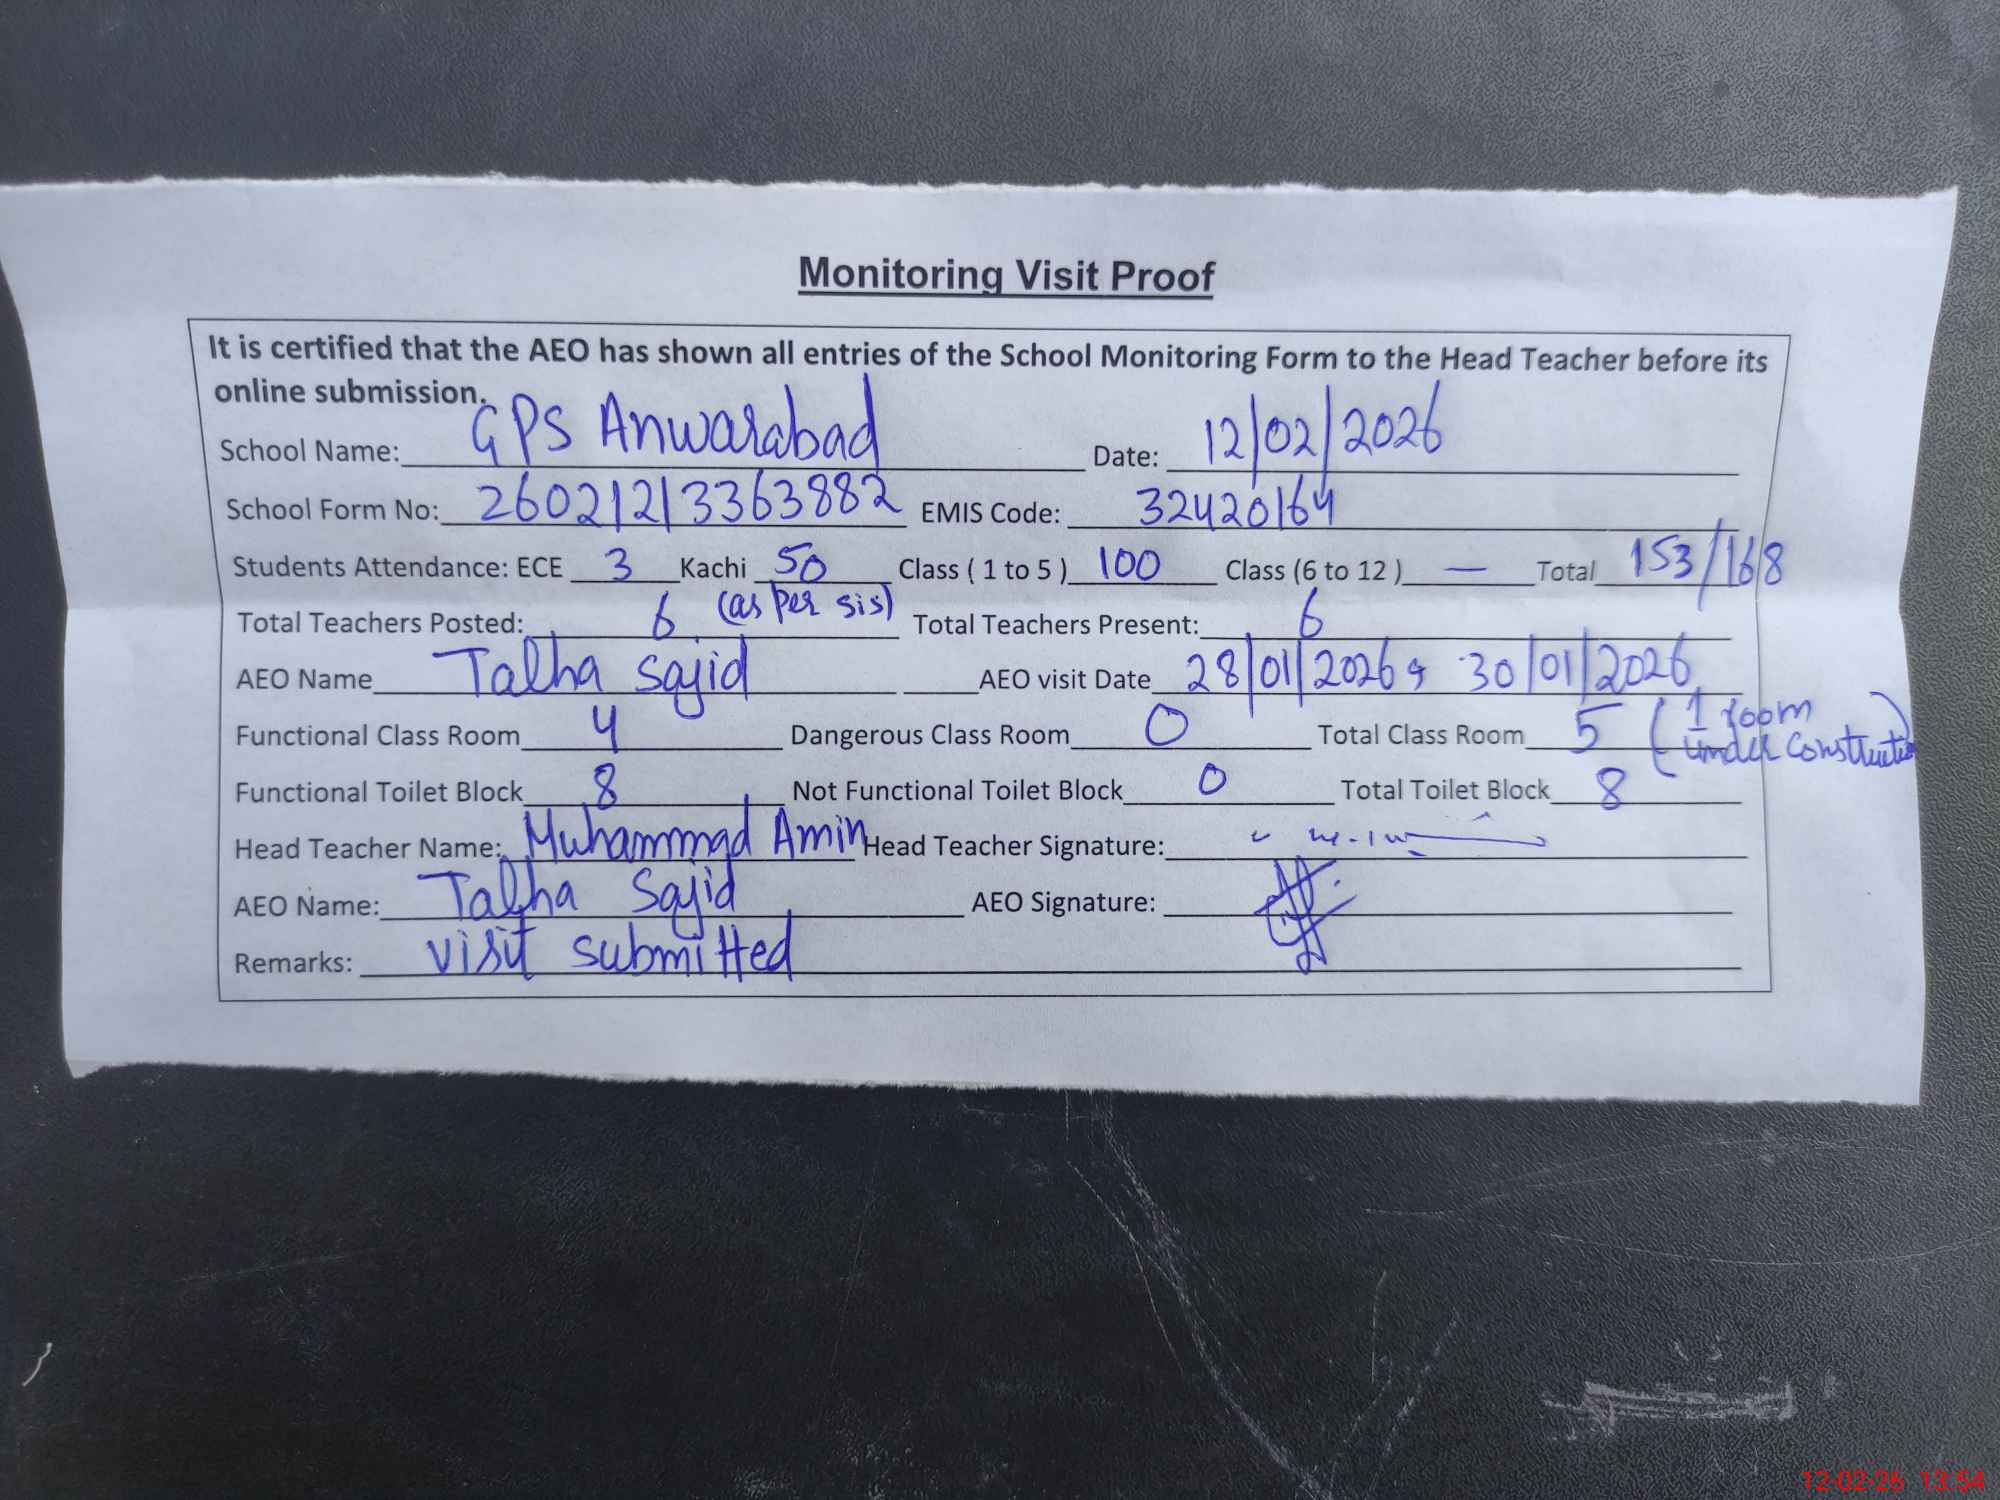 Monitoring Visit Proof
It is certified that the AEO has shown all entries of the School Monitoring Form to the Head Teacher before its
online submission.
School Name: GPS Anwarabad Date: 12/02/2026
School Form No: 26021213363882 EMIS Code: 32420164
Students Attendance: ECE 3 Kachi 50 Class ( 1 to 5 ) 100 Class (6 to 12 ) — Total 153/168
Total Teachers Posted: 6 (as per sis) Total Teachers Present: 6
AEO Name Talha Sajid AEO visit Date 28/01/2026 & 30/01/2026
Functional Class Room 4 Dangerous Class Room 0 Total Class Room 5 (1 room
under construction)
Functional Toilet Block 8 Not Functional Toilet Block 0 Total Toilet Block 8
Head Teacher Name: Muhammad Amin Head Teacher Signature:
AEO Name: Talha Sajid AEO Signature:
Remarks: visit submitted
12-02-26 13:54